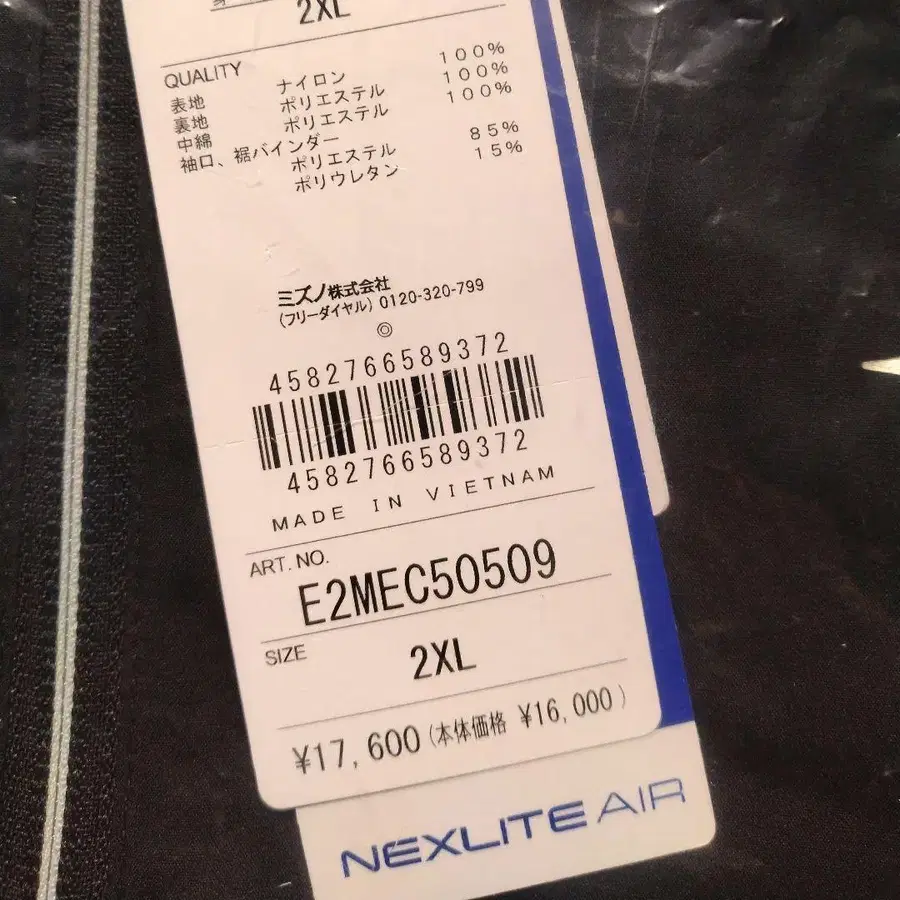 2XL
QUALITY
表地 ナイロン 100%
裏地 ポリエステル 100%
中綿 ポリエステル 100%
袖口、裾バインダー
ポリエステル 85%
ポリウレタン 15%
ミズノ株式会社
(フリーダイヤル) 0120-320-799
◎
4582766589372
4582766589372
MADE IN VIETNAM
ART. NO.
E2MEC50509
SIZE
2XL
¥17,600 (本体価格 ¥16,000)
NEXLITE AIR